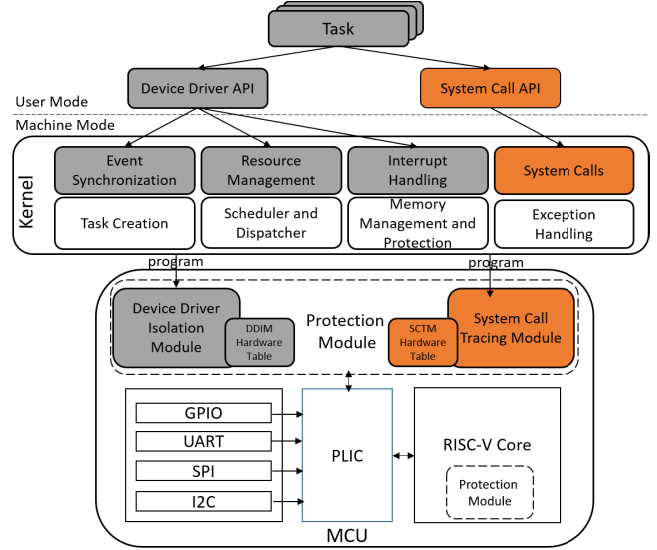 Task
Device Driver API
System Call API
User Mode
Machine Mode
Kernel
Event
Synchronization
Resource
Management
Interrupt
Handling
System Calls
Task Creation
Scheduler and
Dispatcher
Memory
Management and
Protection
Exception
Handling
program
program
Device Driver
Isolation
Module
DDIM
Hardware
Table
Protection
Module
SCTM
Hardware
Table
System Call
Tracing Module
GPIO
UART
SPI
I2C
PLIC
RISC-V Core
Protection
Module
MCU